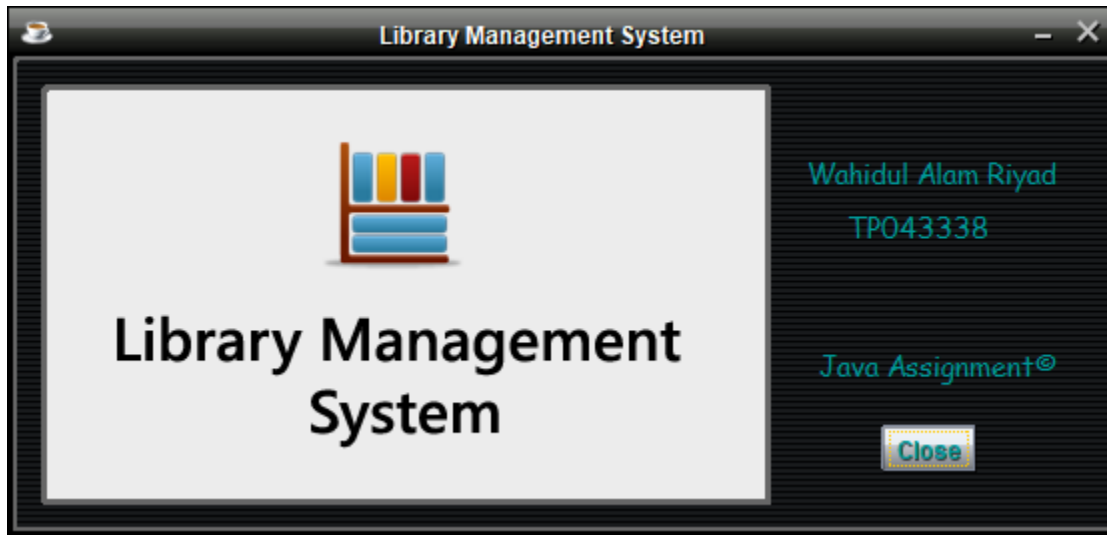 Library Management System
Library Management
System
Wahidul Alam Riyad
TP043338
Java Assignment©
Close